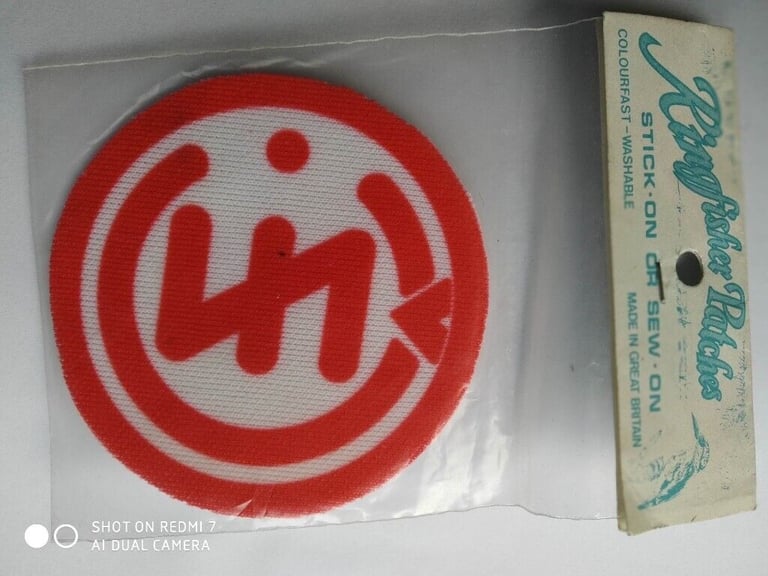 Kingfisher Patches
STICK·ON OR SEW·ON
COLOURFAST-WASHABLE
MADE IN GREAT BRITAIN
SHOT ON REDMI 7
AI DUAL CAMERA